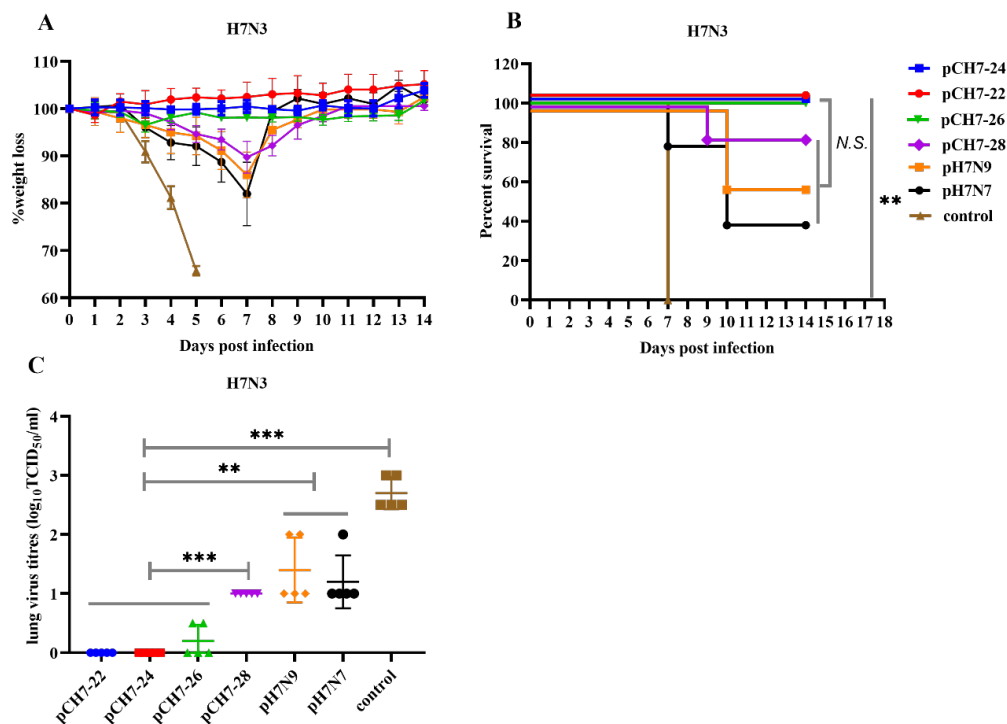 A
H7N3
%weight loss
110
100
90
80
70
60
0 1 2 3 4 5 6 7 8 9 10 11 12 13 14
Days post infection
B
H7N3
Percent survival
120
100
80
60
40
20
0
0 1 2 3 4 5 6 7 8 9 10 11 12 13 14 15 16 17 18
Days post infection
N.S.
**
pCH7-24
pCH7-22
pCH7-26
pCH7-28
pH7N9
pH7N7
control
C
H7N3
lung virus titres (log10TCID50/ml)
4
3
2
1
0
***
**
***
pCH7-22
pCH7-24
pCH7-26
pCH7-28
pH7N9
pH7N7
control